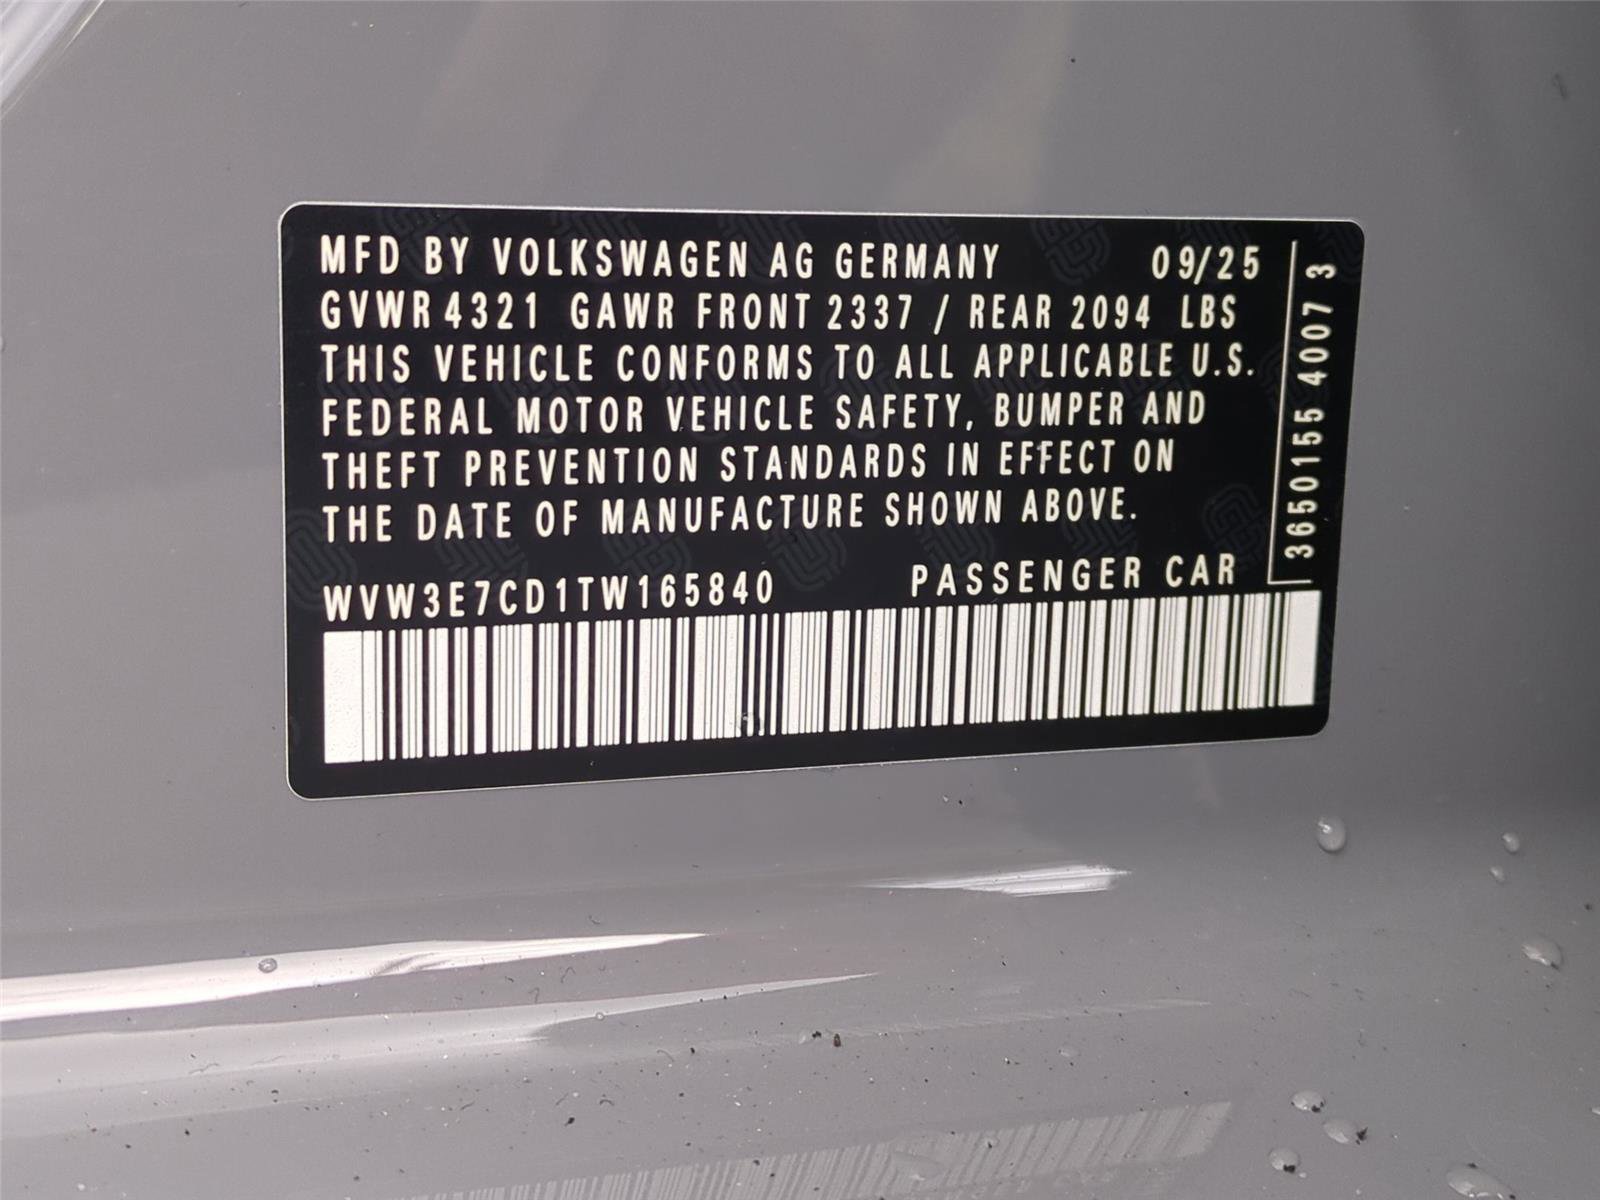 MFD BY VOLKSWAGEN AG GERMANY 09/25
GVWR 4321 GAWR FRONT 2337 / REAR 2094 LBS
THIS VEHICLE CONFORMS TO ALL APPLICABLE U.S.
FEDERAL MOTOR VEHICLE SAFETY, BUMPER AND
THEFT PREVENTION STANDARDS IN EFFECT ON
THE DATE OF MANUFACTURE SHOWN ABOVE.
WVW3E7CD1TW165840 PASSENGER CAR
3650155 4007 3